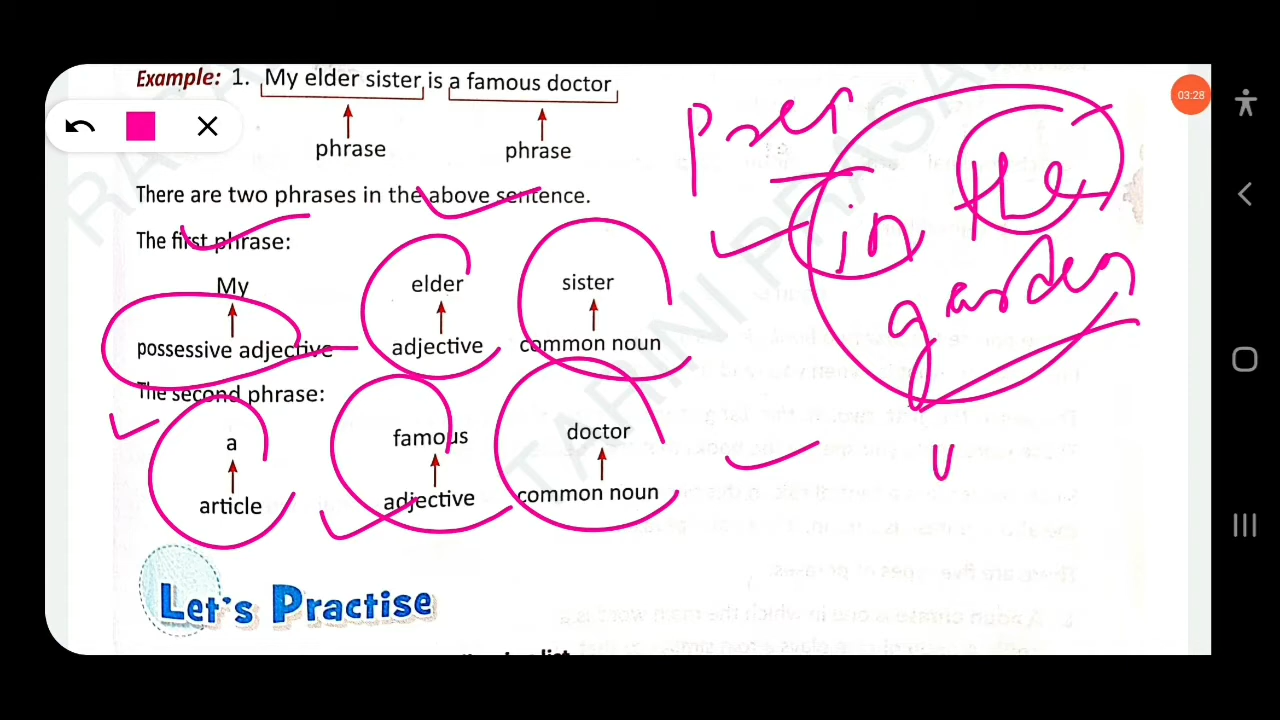 03:28
Example: 1. My elder sister is a famous doctor
phrase phrase
There are two phrases in the above sentence.
The first phrase:
My elder sister
possessive adjective adjective common noun
The second phrase:
a famous doctor
article adjective common noun
Let's Practise
in the
garden
TARINI PRASA